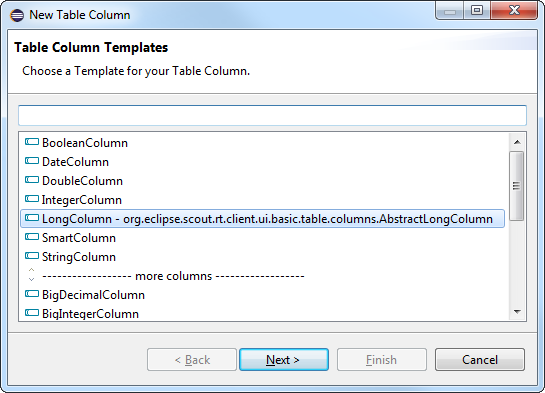 New Table Column
Table Column Templates
Choose a Template for your Table Column.
BooleanColumn
DateColumn
DoubleColumn
IntegerColumn
LongColumn - org.eclipse.scout.rt.client.ui.basic.table.columns.AbstractLongColumn
SmartColumn
StringColumn
------------------ more columns ------------------
BigDecimalColumn
BigIntegerColumn
< Back Next > Finish Cancel